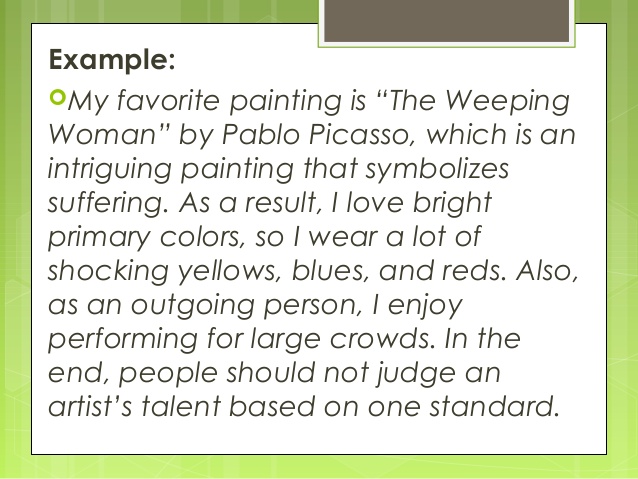 Example:
My favorite painting is “The Weeping
Woman” by Pablo Picasso, which is an
intriguing painting that symbolizes
suffering. As a result, I love bright
primary colors, so I wear a lot of
shocking yellows, blues, and reds. Also,
as an outgoing person, I enjoy
performing for large crowds. In the
end, people should not judge an
artist’s talent based on one standard.